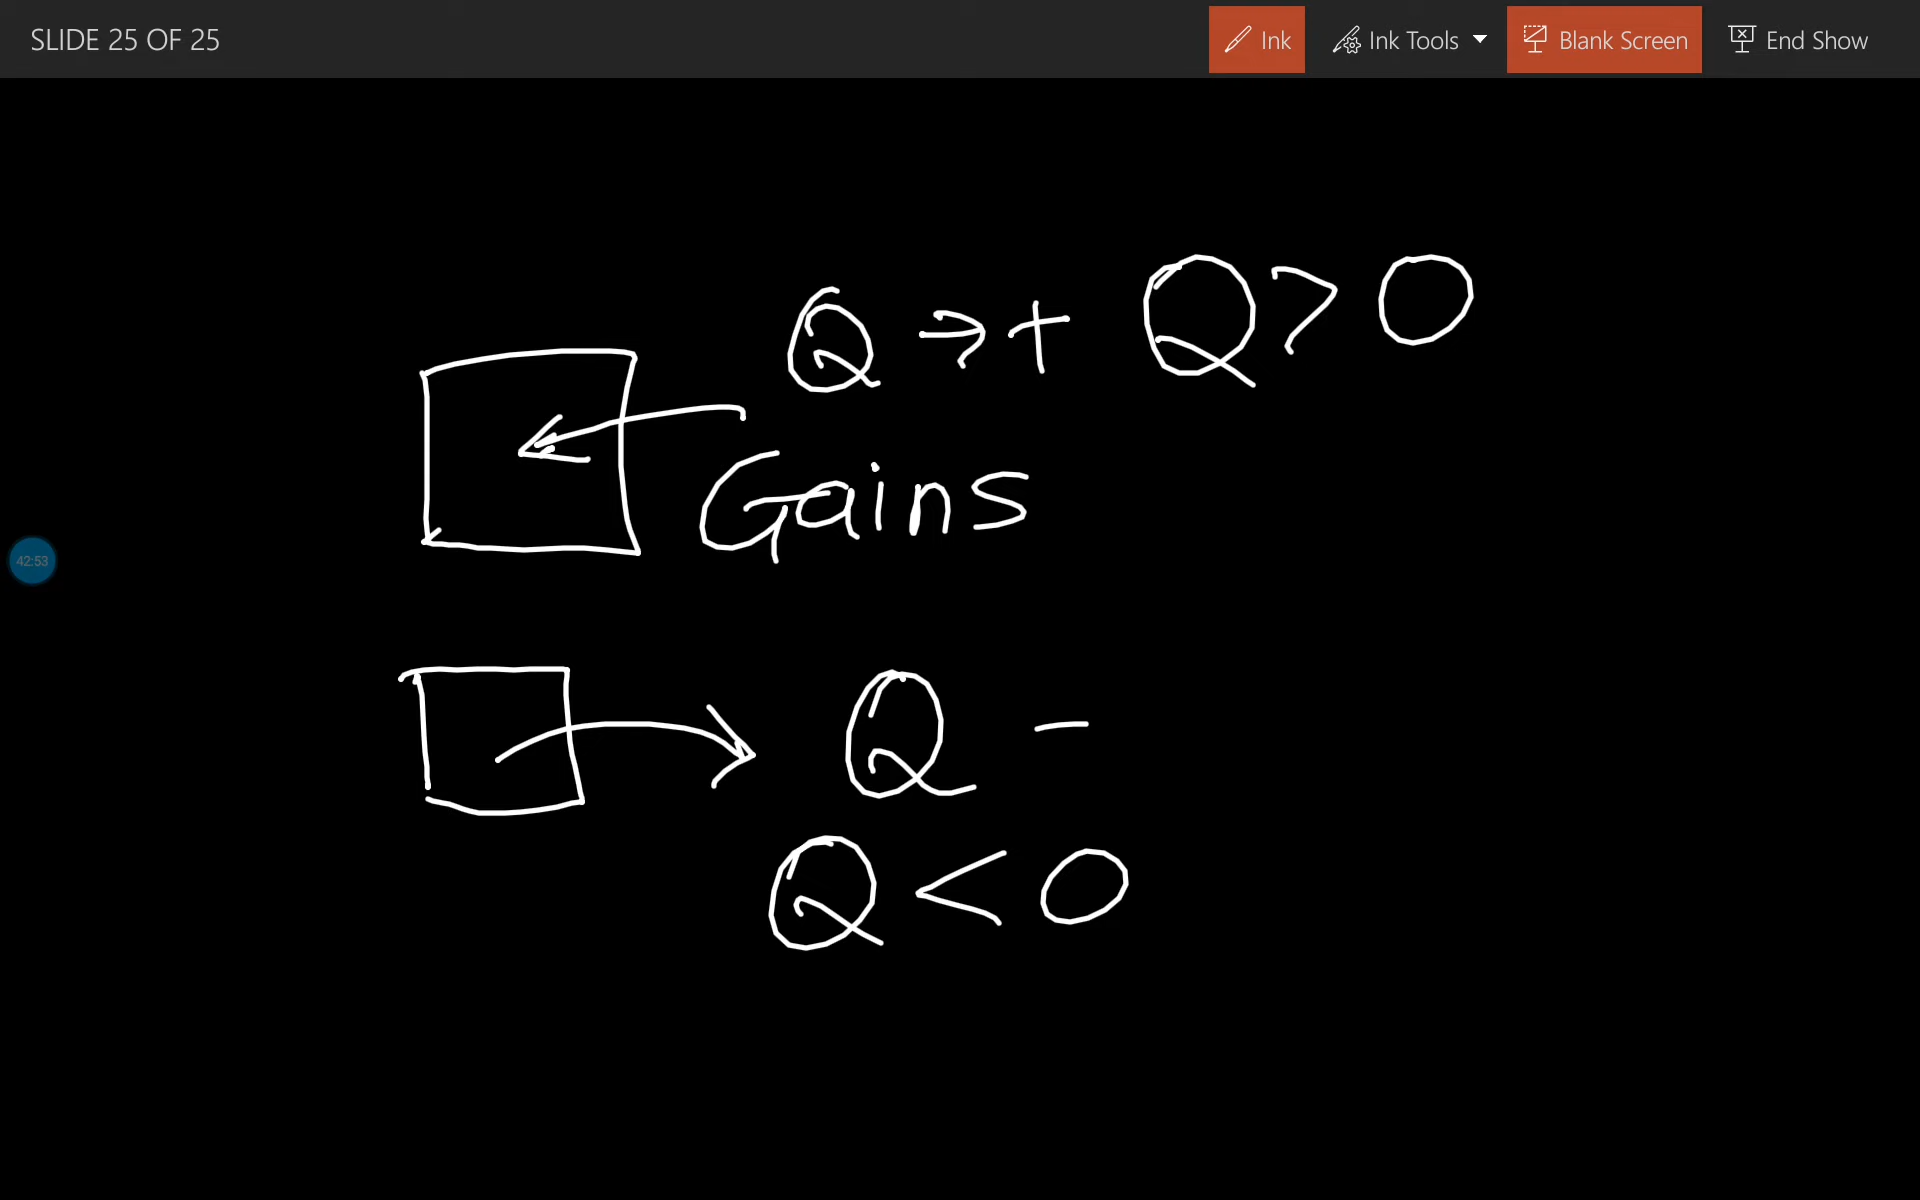 SLIDE 25 OF 25
Ink
Ink Tools
Blank Screen
End Show
Q → + Q > 0
Gains
42:53
Q -
Q < 0